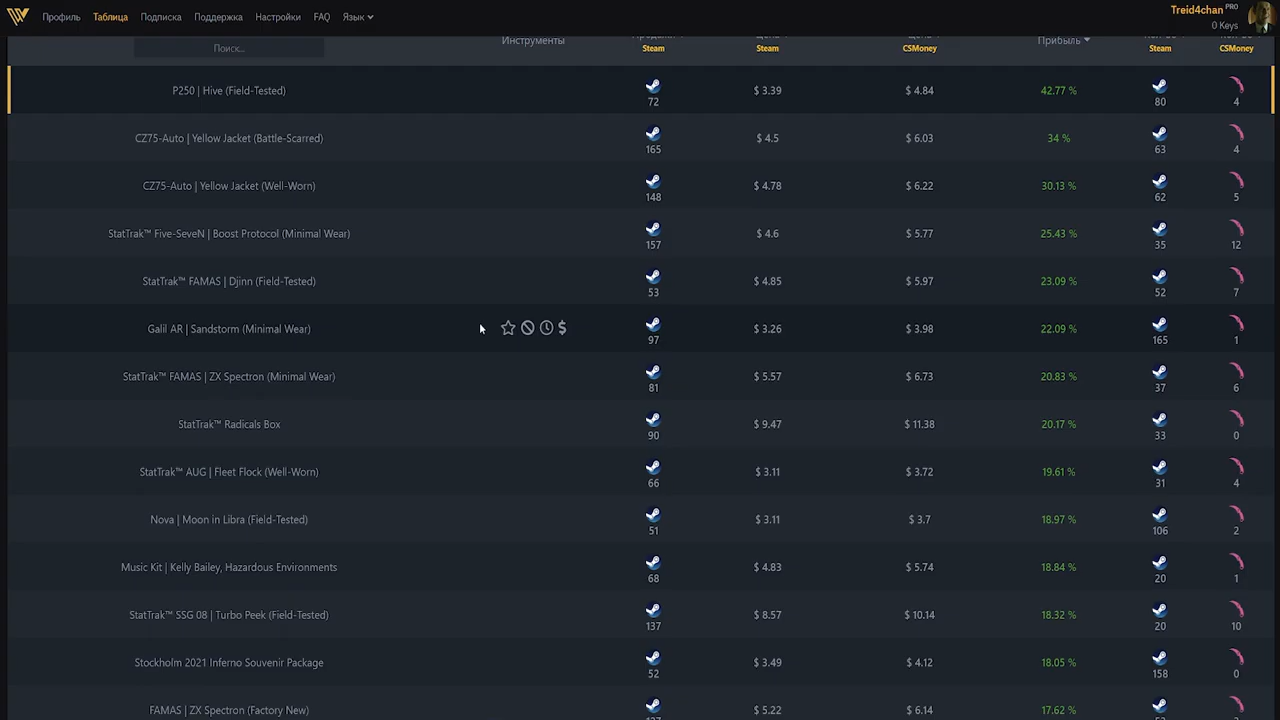 Профиль Таблица Подписка Поддержка Настройки FAQ Язык Treid4chan PRO
0 Keys
Поиск... Инструменты Steam Steam CSMoney Прибыль Steam CSMoney
P250 | Hive (Field-Tested) 72 $ 3.39 $ 4.84 42.77 % 80 4
CZ75-Auto | Yellow Jacket (Battle-Scarred) 165 $ 4.5 $ 6.03 34 % 63 4
CZ75-Auto | Yellow Jacket (Well-Worn) 148 $ 4.78 $ 6.22 30.13 % 62 5
StatTrak™ Five-SeveN | Boost Protocol (Minimal Wear) 157 $ 4.6 $ 5.77 25.43 % 35 12
StatTrak™ FAMAS | Djinn (Field-Tested) 53 $ 4.85 $ 5.97 23.09 % 52 7
Galil AR | Sandstorm (Minimal Wear) 97 $ 3.26 $ 3.98 22.09 % 165 1
StatTrak™ FAMAS | ZX Spectron (Minimal Wear) 81 $ 5.57 $ 6.73 20.83 % 37 6
StatTrak™ Radicals Box 90 $ 9.47 $ 11.38 20.17 % 33 0
StatTrak™ AUG | Fleet Flock (Well-Worn) 66 $ 3.11 $ 3.72 19.61 % 31 4
Nova | Moon in Libra (Field-Tested) 51 $ 3.11 $ 3.7 18.97 % 106 2
Music Kit | Kelly Bailey, Hazardous Environments 68 $ 4.83 $ 5.74 18.84 % 20 1
StatTrak™ SSG 08 | Turbo Peek (Field-Tested) 137 $ 8.57 $ 10.14 18.32 % 20 10
Stockholm 2021 Inferno Souvenir Package 52 $ 3.49 $ 4.12 18.05 % 158 0
FAMAS | ZX Spectron (Factory New) $ 5.22 $ 6.14 17.62 %